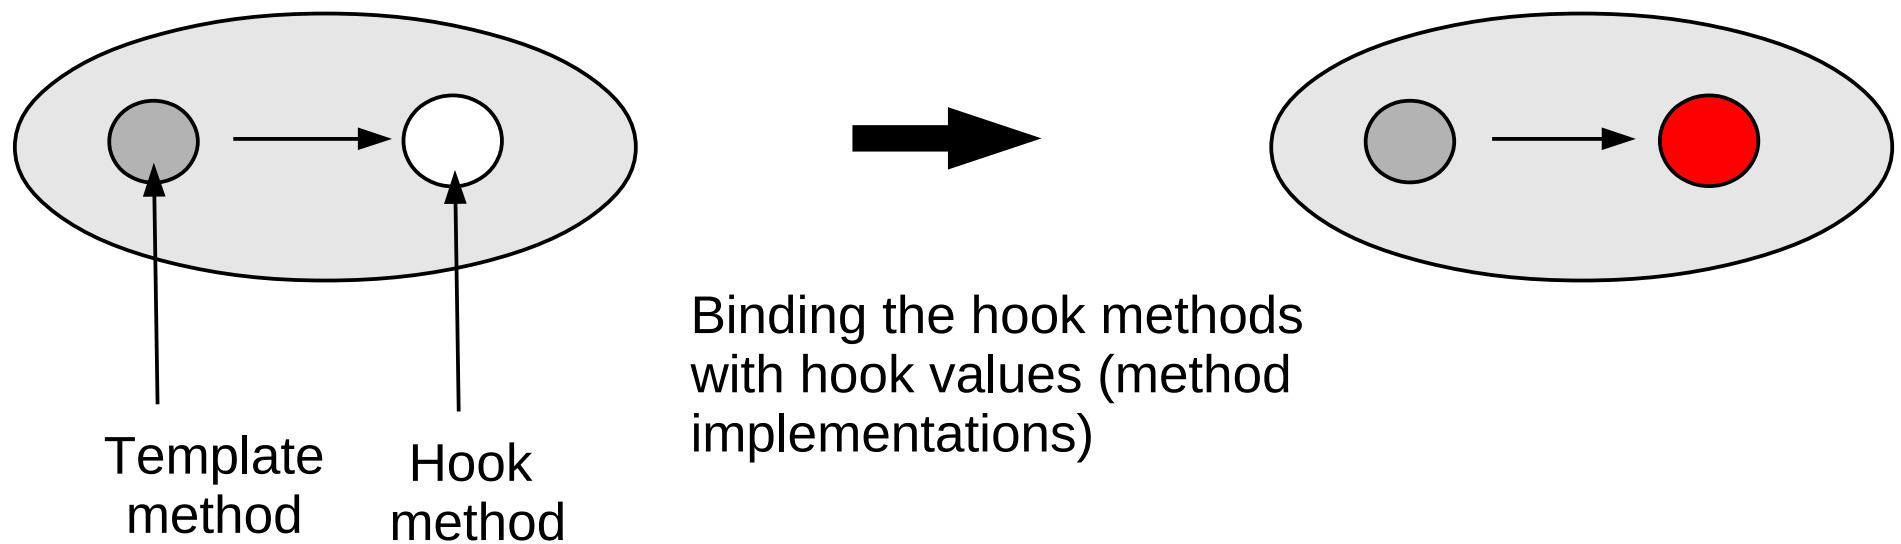 Binding the hook methods
with hook values (method
implementations)
Template
method
Hook
method